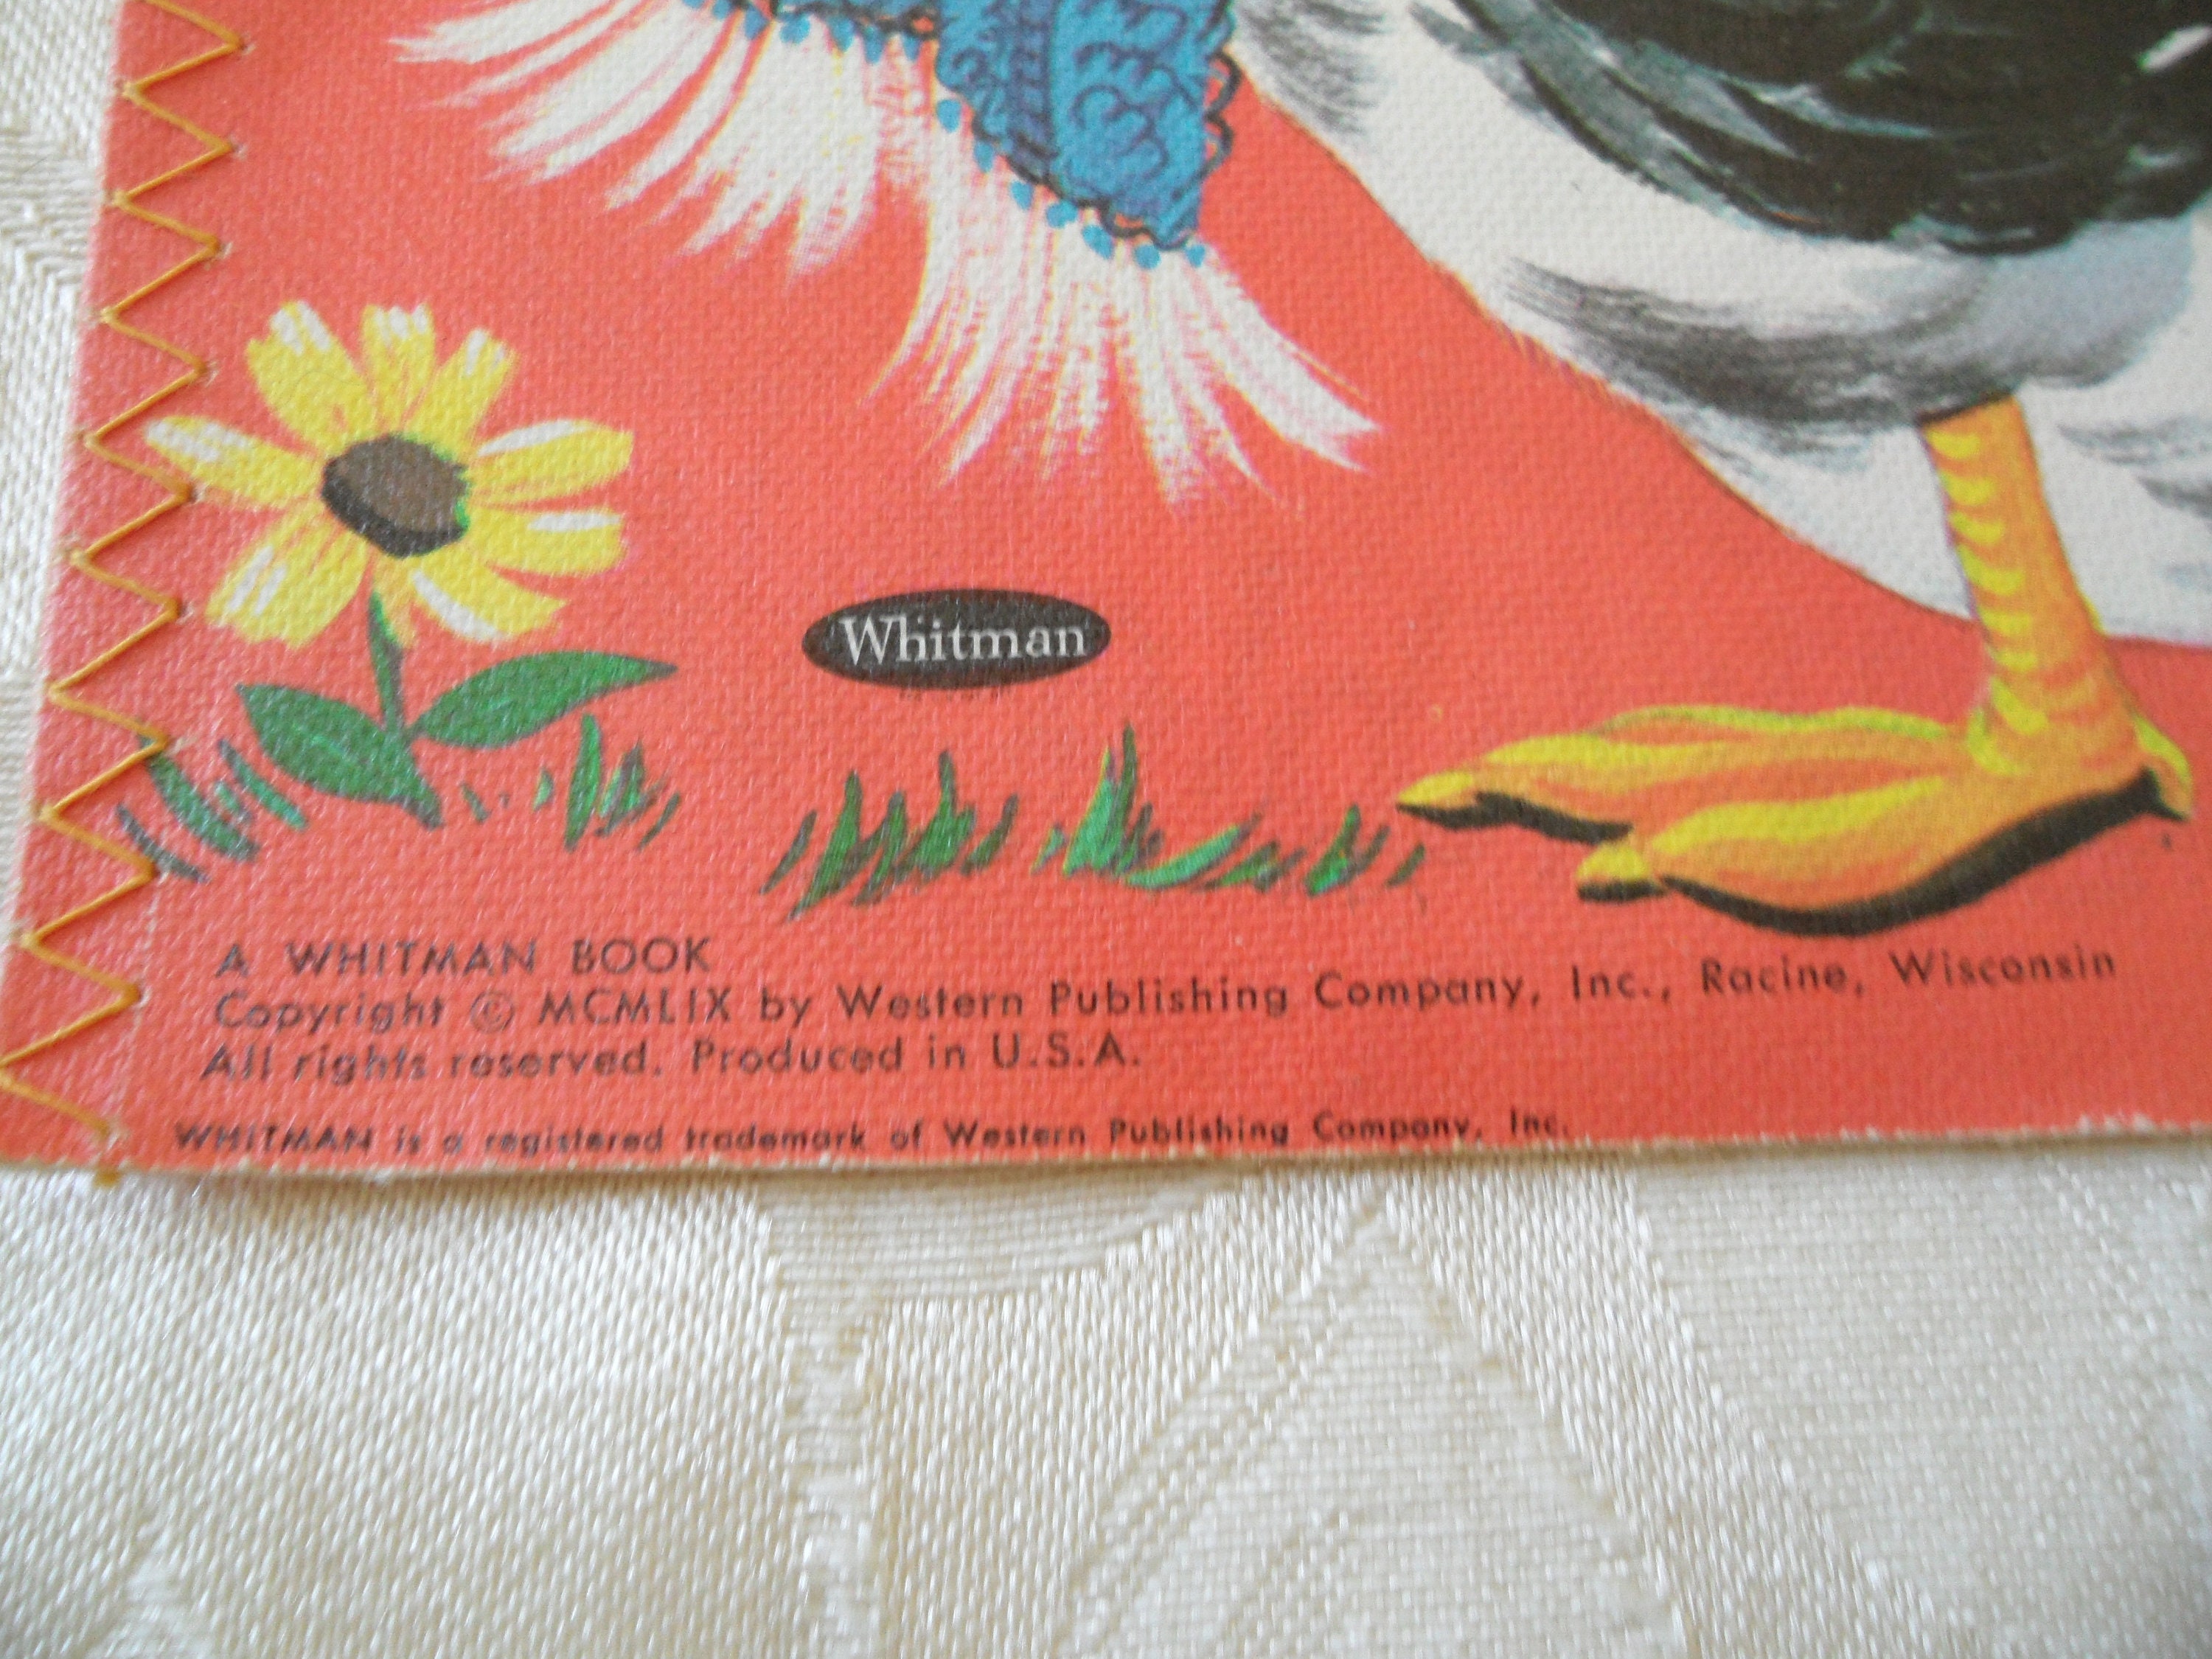 Whitman
A WHITMAN BOOK
Copyright © MCMLIX by Western Publishing Company, Inc., Racine, Wisconsin
All rights reserved. Produced in U.S.A.
WHITMAN is a registered trademark of Western Publishing Company, Inc.